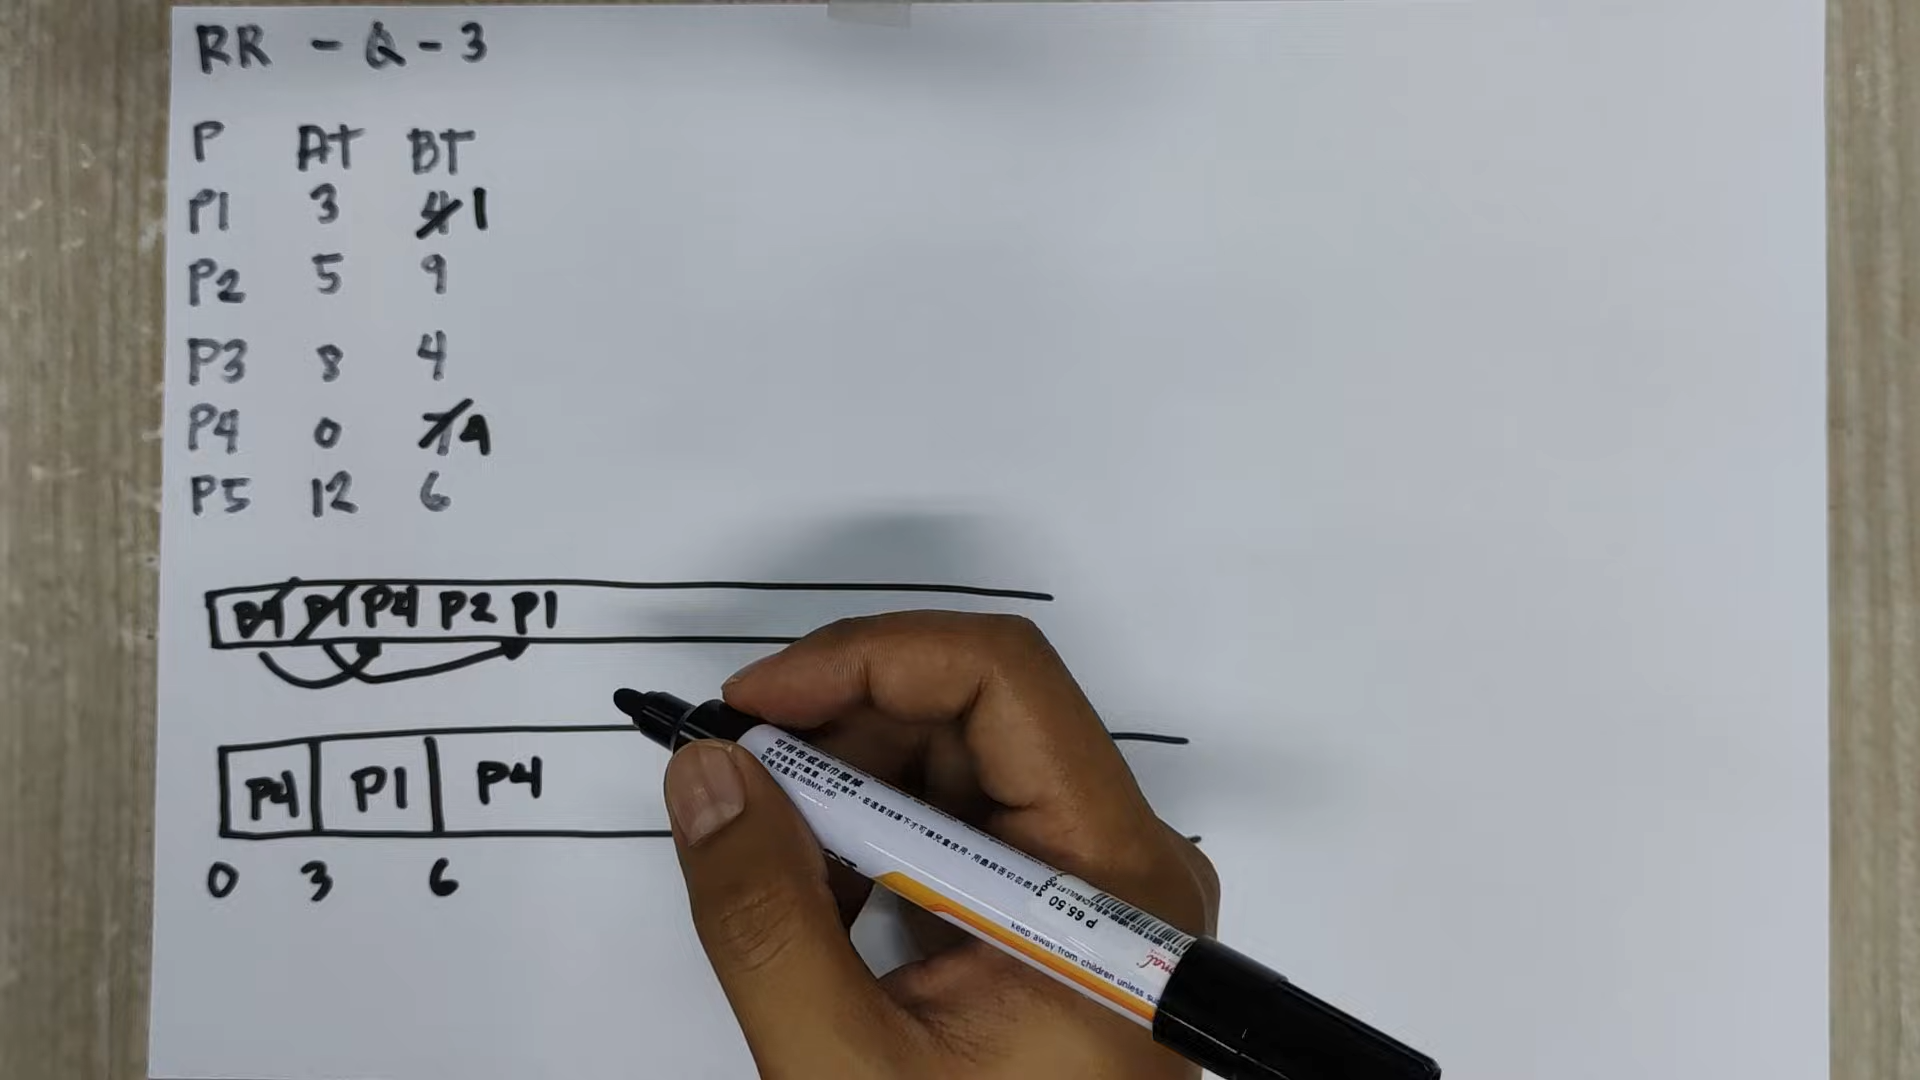 RR - Q - 3
P AT BT
P1 3 4 1
P2 5 9
P3 8 4
P4 0 7 4
P5 12 6
P4 P1 P4 P2 P1
P4 P1 P4
0 3 6
P 65.50
keep away from children unless su